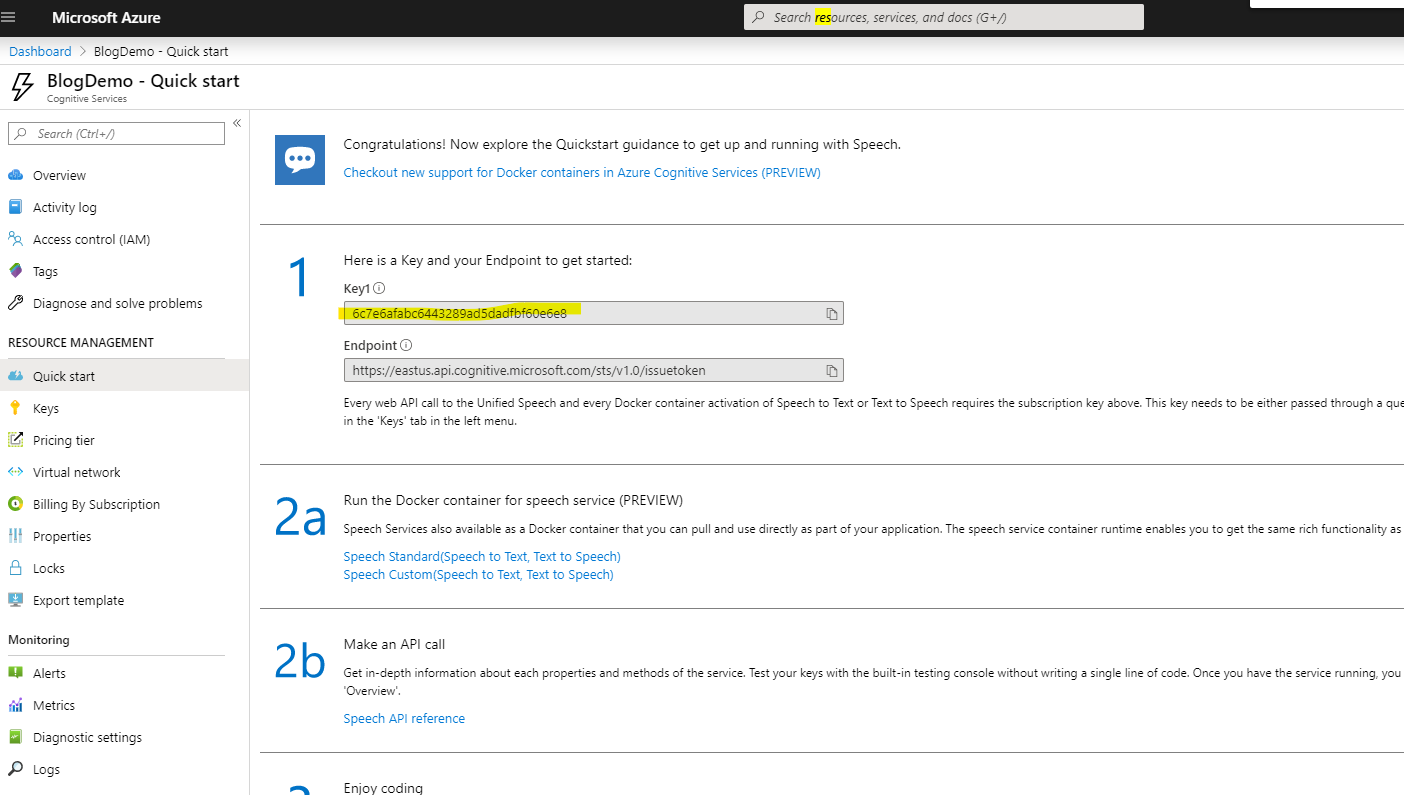 Microsoft Azure
Search resources, services, and docs (G+/)
Dashboard > BlogDemo - Quick start
BlogDemo - Quick start
Cognitive Services
Search (Ctrl+/)
«
Overview
Activity log
Access control (IAM)
Tags
Diagnose and solve problems
RESOURCE MANAGEMENT
Quick start
Keys
Pricing tier
Virtual network
Billing By Subscription
Properties
Locks
Export template
Monitoring
Alerts
Metrics
Diagnostic settings
Logs
Congratulations! Now explore the Quickstart guidance to get up and running with Speech.
Checkout new support for Docker containers in Azure Cognitive Services (PREVIEW)
1
Here is a Key and your Endpoint to get started:
Key1
6c7e6afabc6443289ad5dadfbf60e6e8
Endpoint
https://eastus.api.cognitive.microsoft.com/sts/v1.0/issuetoken
Every web API call to the Unified Speech and every Docker container activation of Speech to Text or Text to Speech requires the subscription key above. This key needs to be either passed through a que
in the 'Keys' tab in the left menu.
2a
Run the Docker container for speech service (PREVIEW)
Speech Services also available as a Docker container that you can pull and use directly as part of your application. The speech service container runtime enables you to get the same rich functionality as
Speech Standard(Speech to Text, Text to Speech)
Speech Custom(Speech to Text, Text to Speech)
2b
Make an API call
Get in-depth information about each properties and methods of the service. Test your keys with the built-in testing console without writing a single line of code. Once you have the service running, you
'Overview'.
Speech API reference
Enjoy coding